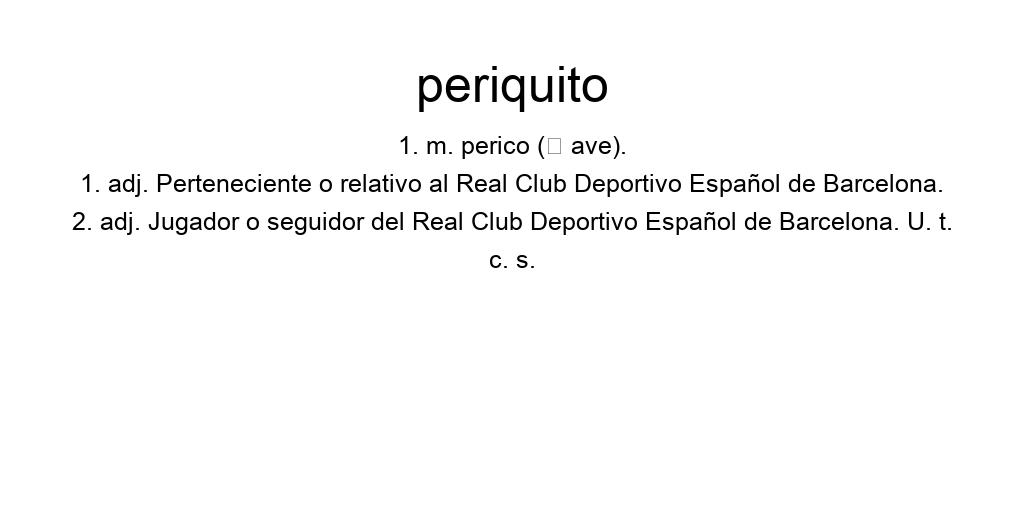 periquito
1. m. perico (□ ave).
1. adj. Perteneciente o relativo al Real Club Deportivo Español de Barcelona.
2. adj. Jugador o seguidor del Real Club Deportivo Español de Barcelona. U. t.
c. s.